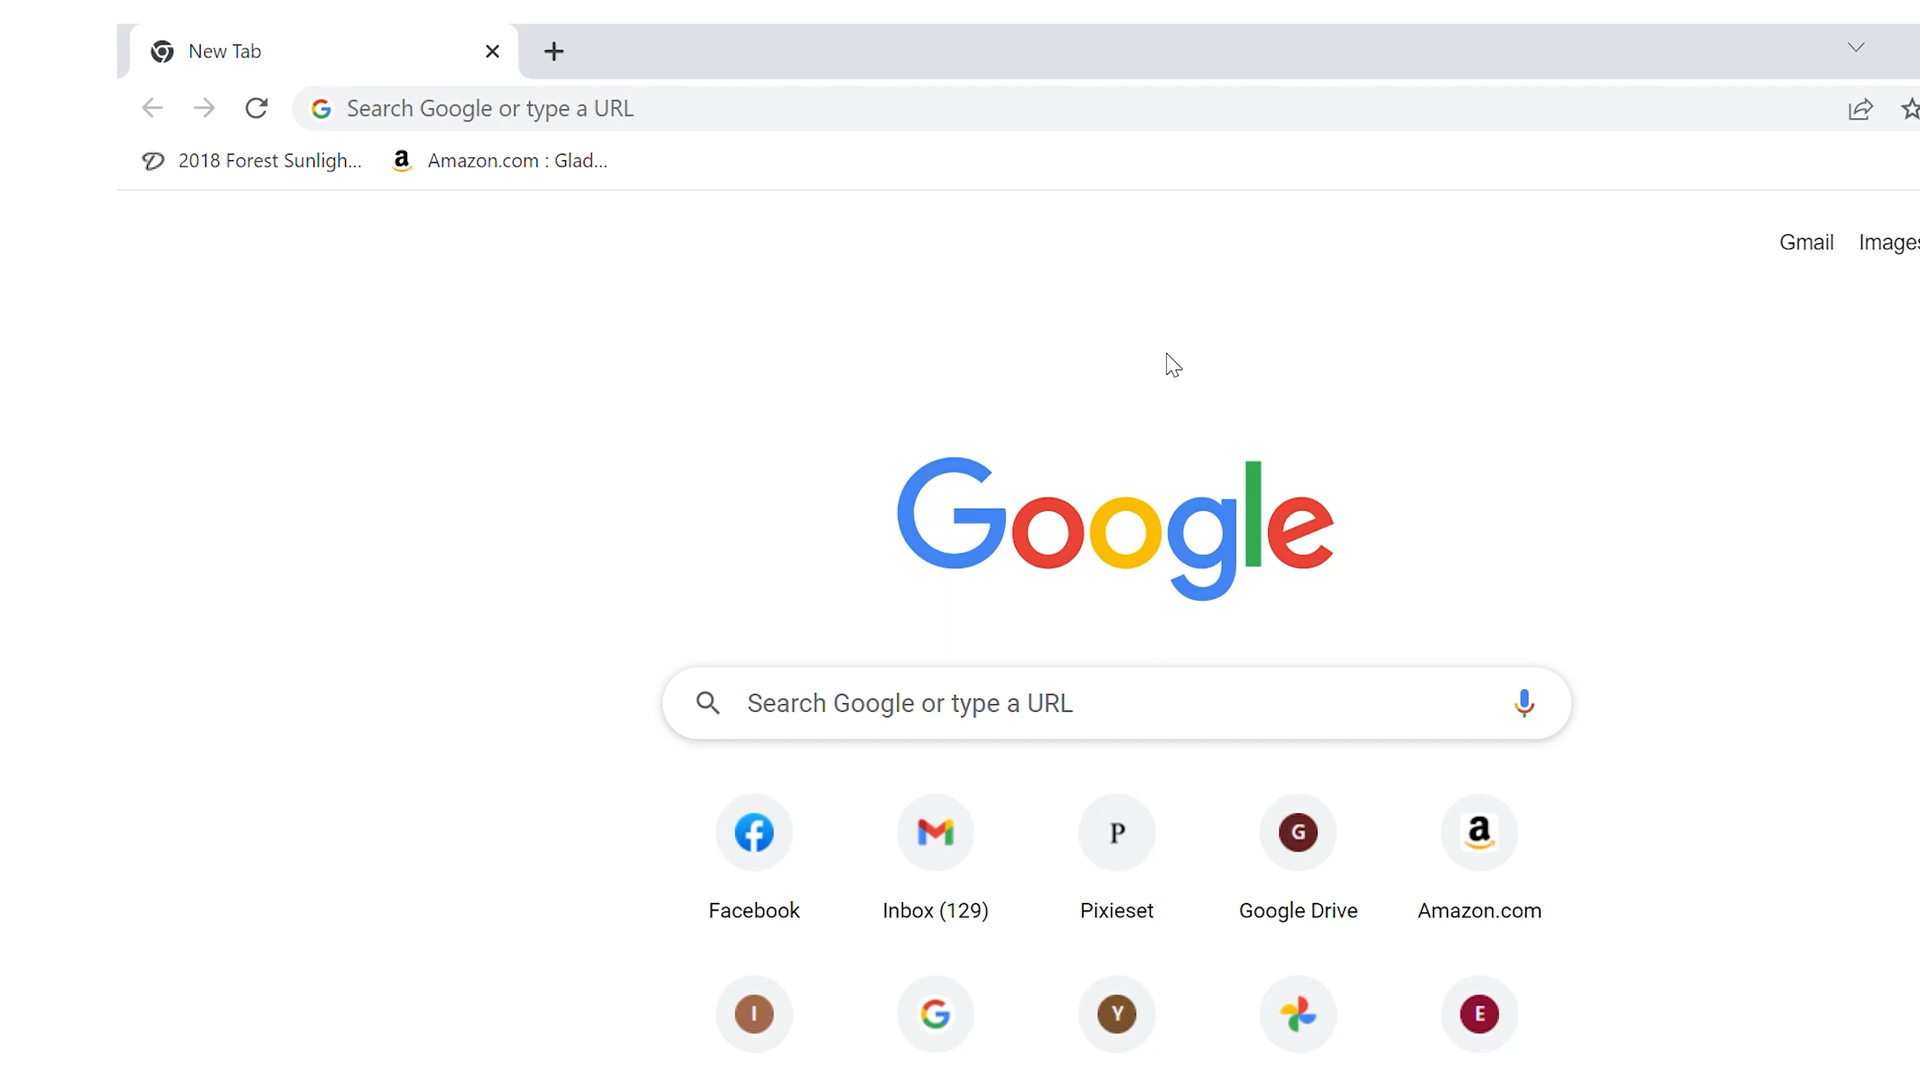 New Tab
Search Google or type a URL
2018 Forest Sunligh...
a Amazon.com : Glad...
Gmail Images
Google
Search Google or type a URL
P G a
Facebook Inbox (129) Pixieset Google Drive Amazon.com
I G Y E